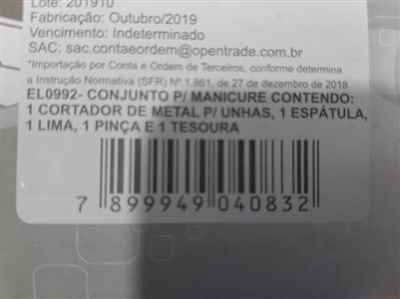 Lote: 201910
Fabricação: Outubro/2019
Vencimento: Indeterminado
SAC: sac.contaeordem@opentrade.com.br
*Importação por Conta e Ordem de Terceiros, conforme determina
a Instrução Normativa (SFR) Nº 1.861, de 27 de dezembro de 2018
EL0992- CONJUNTO P/ MANICURE CONTENDO:
1 CORTADOR DE METAL P/ UNHAS, 1 ESPÁTULA,
1 LIMA, 1 PINÇA E 1 TESOURA
7 899949 040832